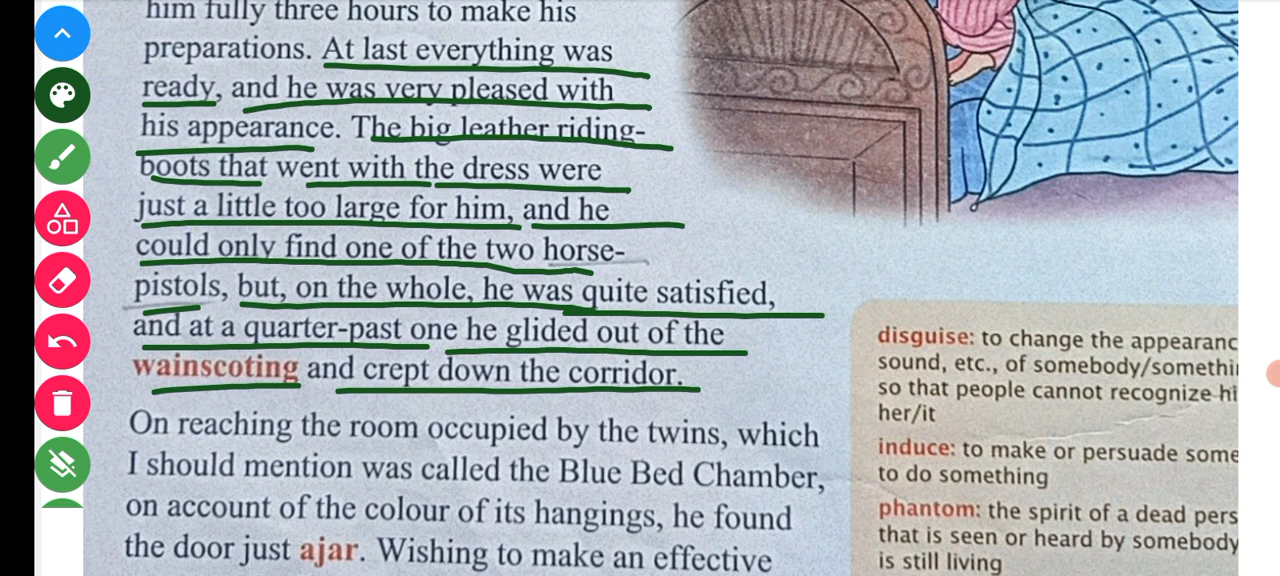 him fully three hours to make his
preparations. At last everything was
ready, and he was very pleased with
his appearance. The big leather riding-
boots that went with the dress were
just a little too large for him, and he
could only find one of the two horse-
pistols, but, on the whole, he was quite satisfied,
and at a quarter-past one he glided out of the
wainscoting and crept down the corridor.
On reaching the room occupied by the twins, which
I should mention was called the Blue Bed Chamber,
on account of the colour of its hangings, he found
the door just ajar. Wishing to make an effective
disguise: to change the appearanc
sound, etc., of somebody/somethi
so that people cannot recognize hi
her/it
induce: to make or persuade some
to do something
phantom: the spirit of a dead pers
that is seen or heard by somebody
is still living